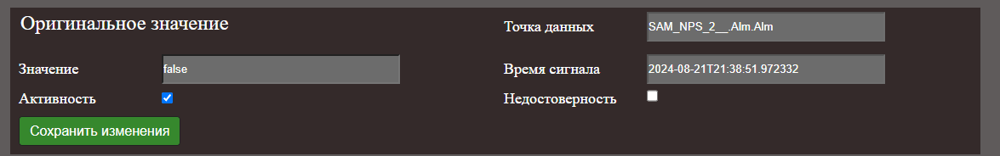 Оригинальное значение
Точка данных SAM_NPS_2__.Alm.Alm
Значение false
Время сигнала 2024-08-21T21:38:51.972332
Активность
Недостоверность
Сохранить изменения